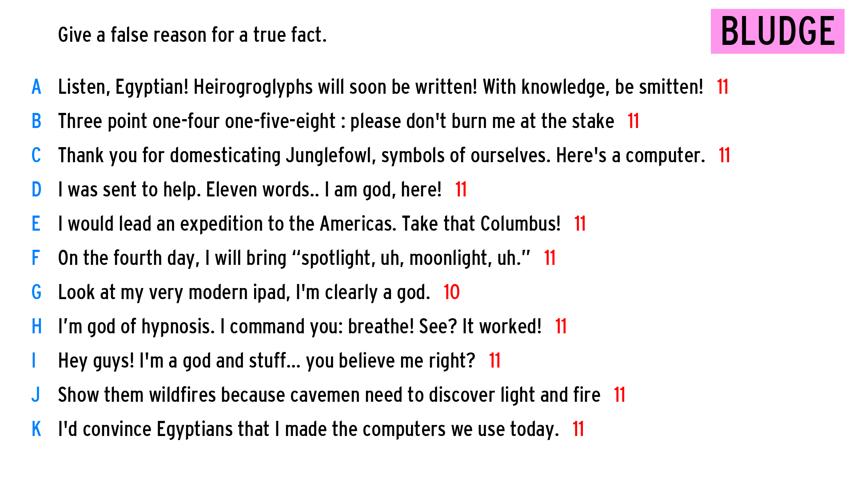 Give a false reason for a true fact.
BLUDGE
A Listen, Egyptian! Heirogroglyphs will soon be written! With knowledge, be smitten! 11
B Three point one-four one-five-eight : please don't burn me at the stake 11
C Thank you for domesticating Junglefowl, symbols of ourselves. Here's a computer. 11
D I was sent to help. Eleven words.. I am god, here! 11
E I would lead an expedition to the Americas. Take that Columbus! 11
F On the fourth day, I will bring “spotlight, uh, moonlight, uh.” 11
G Look at my very modern ipad, I'm clearly a god. 10
H I’m god of hypnosis. I command you: breathe! See? It worked! 11
I Hey guys! I'm a god and stuff... you believe me right? 11
J Show them wildfires because cavemen need to discover light and fire 11
K I'd convince Egyptians that I made the computers we use today. 11